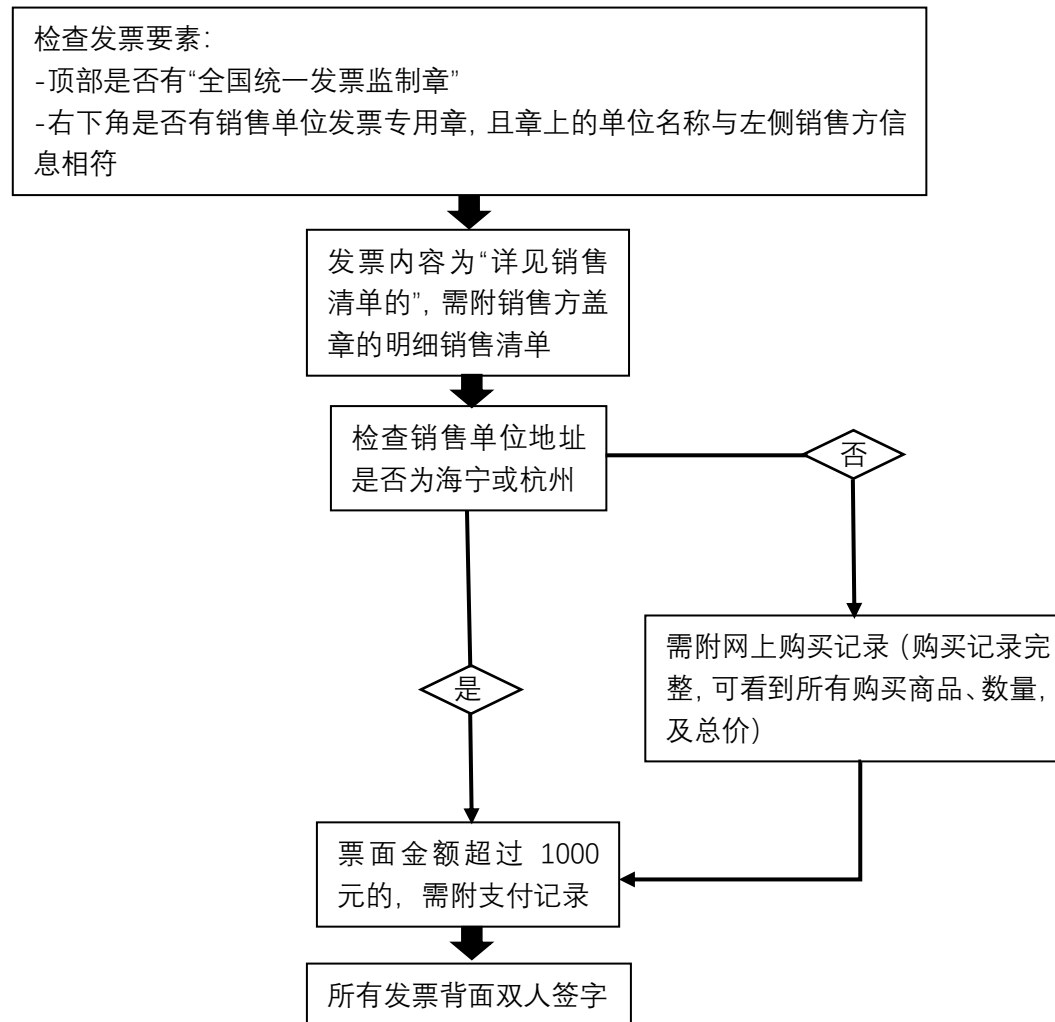 检查发票要素：
-顶部是否有“全国统一发票监制章”
-右下角是否有销售单位发票专用章，且章上的单位名称与左侧销售方信
息相符
发票内容为“详见销售
清单的”，需附销售方盖
章的明细销售清单
检查销售单位地址
是否为海宁或杭州
否
需附网上购买记录（购买记录完
整，可看到所有购买商品、数量，
及总价）
是
票面金额超过 1000
元的，需附支付记录
所有发票背面双人签字